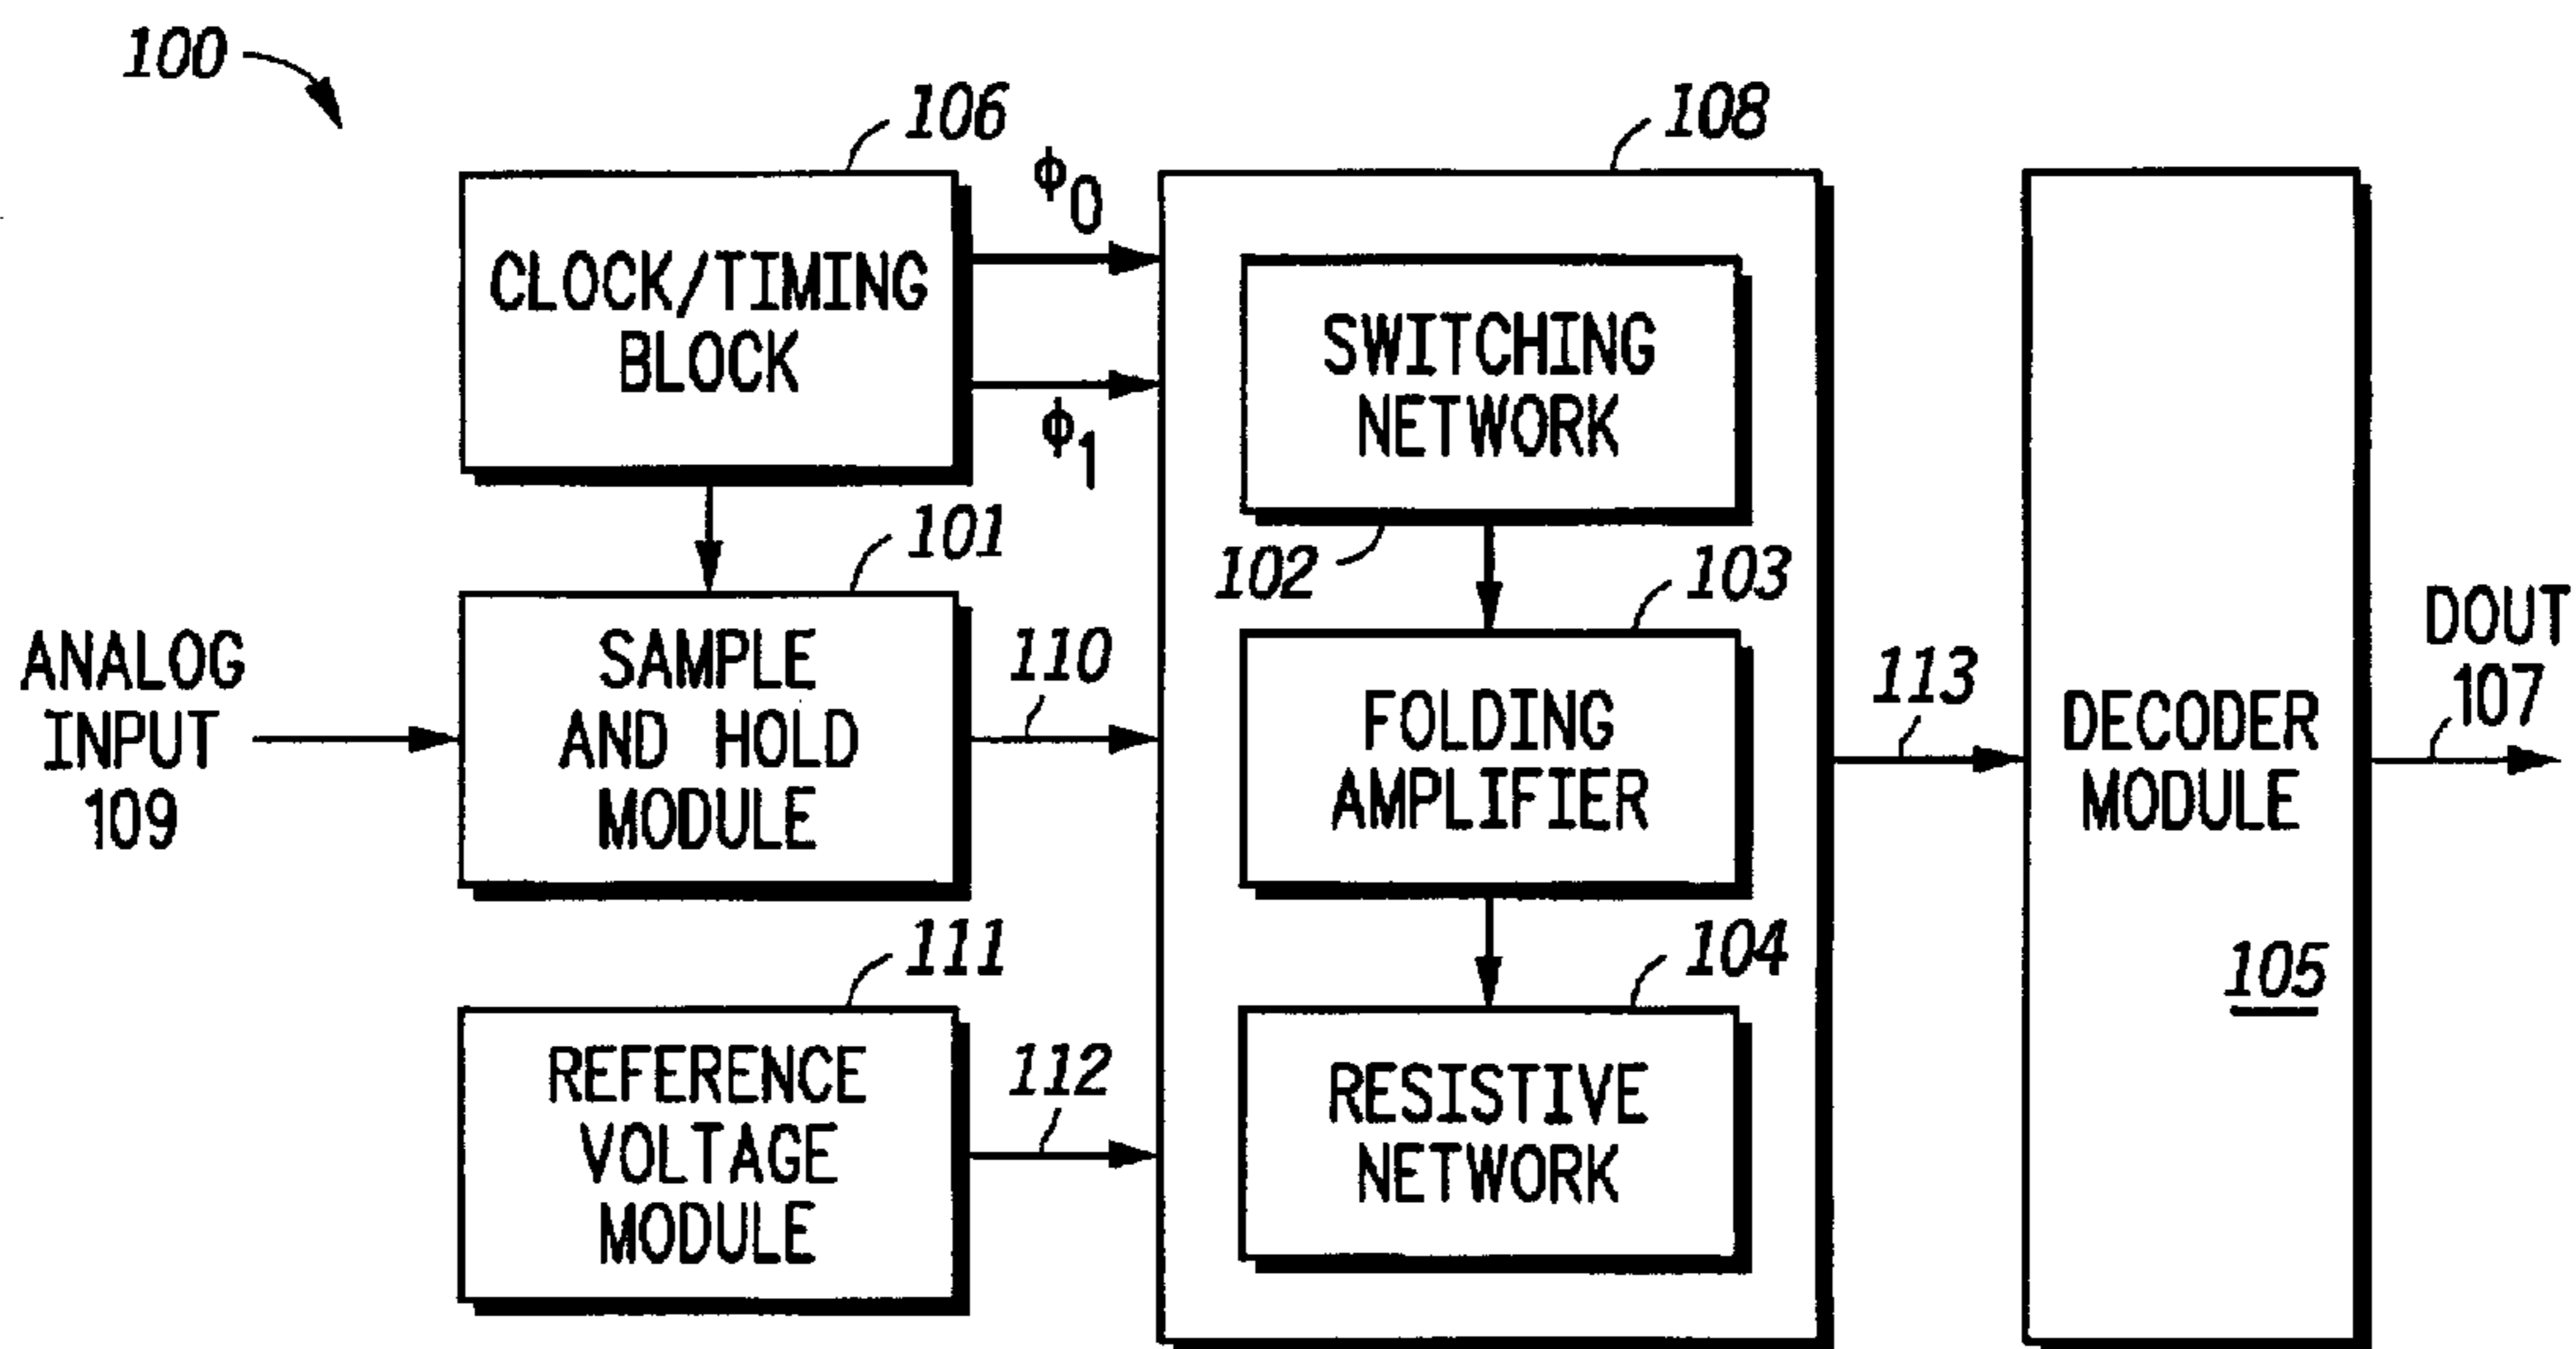 100
106
108
CLOCK/TIMING
BLOCK
ϕ0
ϕ1
SWITCHING
NETWORK
102
101
ANALOG
INPUT
109
SAMPLE
AND HOLD
MODULE
110
103
FOLDING
AMPLIFIER
113
DECODER
MODULE
105
DOUT
107
111
REFERENCE
VOLTAGE
MODULE
112
104
RESISTIVE
NETWORK